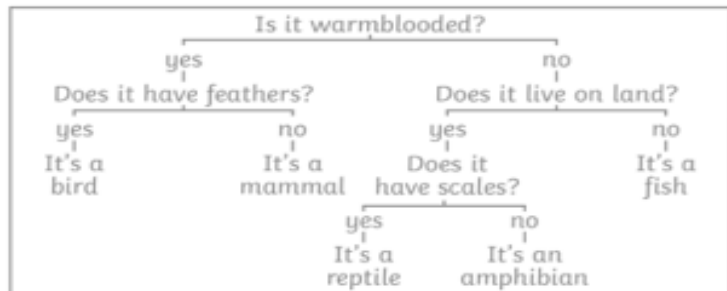 Is it warmblooded?
yes no
Does it have feathers? Does it live on land?
yes no yes no
It's a It's a Does it It's a
bird mammal have scales? fish
yes no
It's a It's an
reptile amphibian